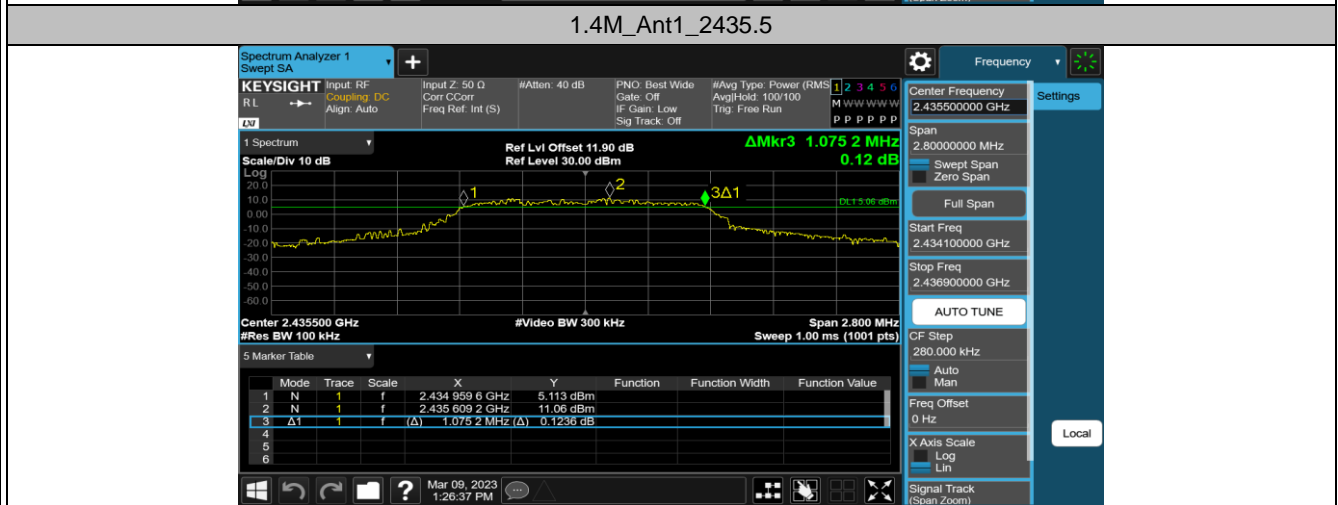 (Span Zoom)
1.4M_Ant1_2435.5
Spectrum Analyzer 1
Swept SA
+
Frequency
KEYSIGHT
R L
LXI
Input: RF
Coupling: DC
Align: Auto
Input Z: 50 Ω
Corr CCorr
Freq Ref: Int (S)
#Atten: 40 dB
PNO: Best Wide
Gate: Off
IF Gain: Low
Sig Track: Off
#Avg Type: Power (RMS
Avg|Hold: 100/100
Trig: Free Run
1 2 3 4 5 6
M W W W W W
P P P P P P
Center Frequency
2.435500000 GHz
Settings
Span
2.80000000 MHz
Swept Span
Zero Span
Full Span
Start Freq
2.434100000 GHz
Stop Freq
2.436900000 GHz
AUTO TUNE
CF Step
280.000 kHz
Auto
Man
Freq Offset
0 Hz
X Axis Scale
Log
Lin
Signal Track
(Span Zoom)
Local
1 Spectrum
Scale/Div 10 dB
Ref Lvl Offset 11.90 dB
Ref Level 30.00 dBm
ΔMkr3 1.075 2 MHz
0.12 dB
Log
20.0
10.0
0.00
-10.0
-20.0
-30.0
-40.0
-50.0
-60.0
1
2
3Δ1
DL1 5.06 dBm
Center 2.435500 GHz
#Res BW 100 kHz
#Video BW 300 kHz
Span 2.800 MHz
Sweep 1.00 ms (1001 pts)
5 Marker Table
Mode Trace Scale X Y Function Function Width Function Value
1 N 1 f 2.434 959 6 GHz 5.113 dBm
2 N 1 f 2.435 609 2 GHz 11.06 dBm
3 Δ1 1 f (Δ) 1.075 2 MHz (Δ) 0.1236 dB
4
5
6
?
Mar 09, 2023
1:26:37 PM